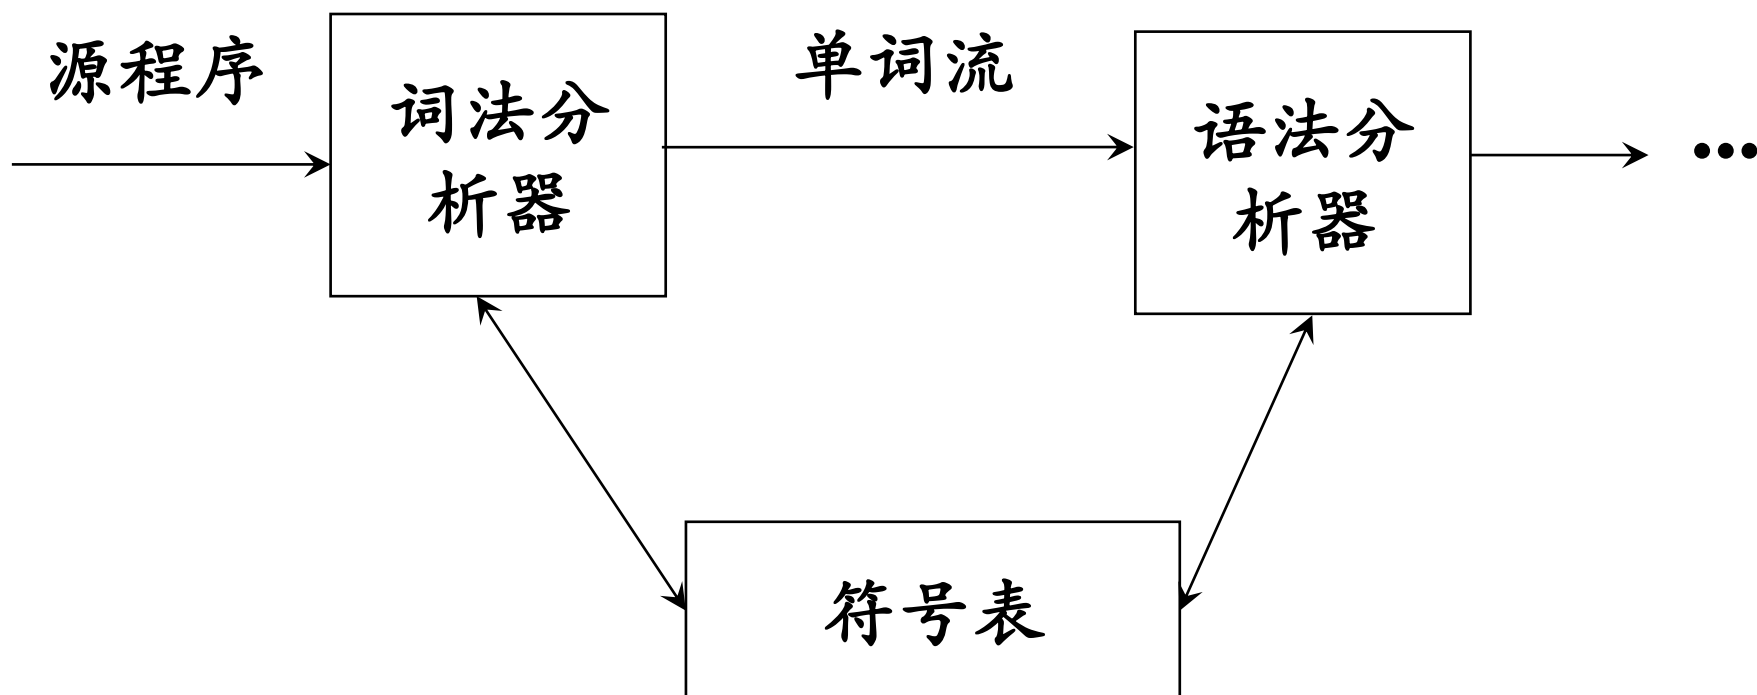 源程序
词法分
析器
单词流
语法分
析器
•••
符号表